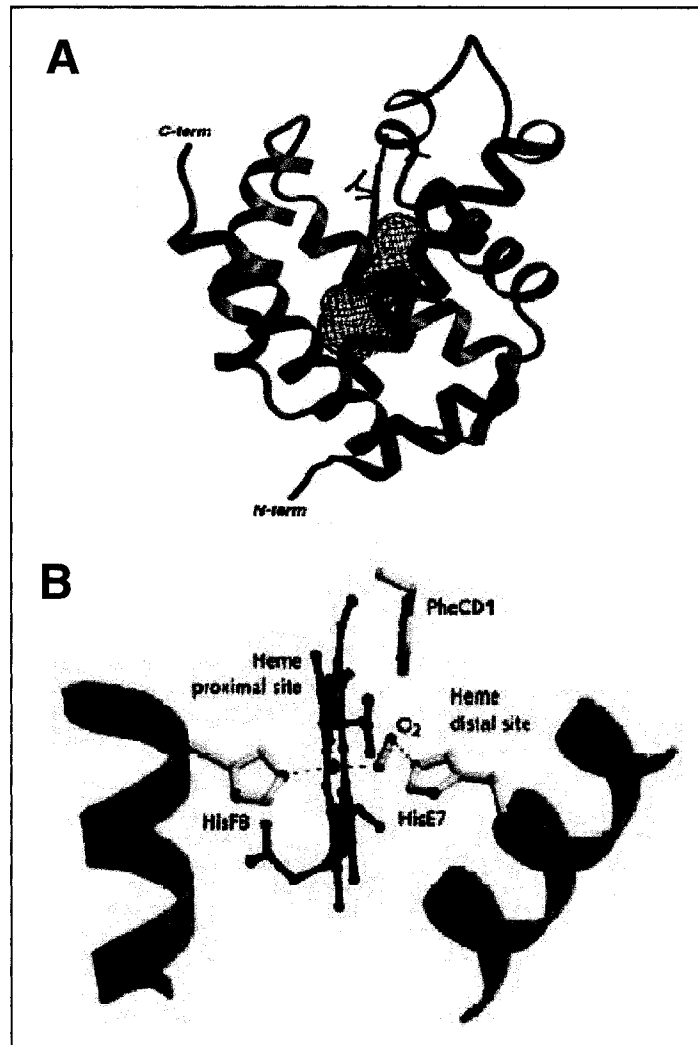 A
C-term
N-term
B
PheCD1
Heme
proximal site
Heme
distal site
O2
HisF8
HisE7